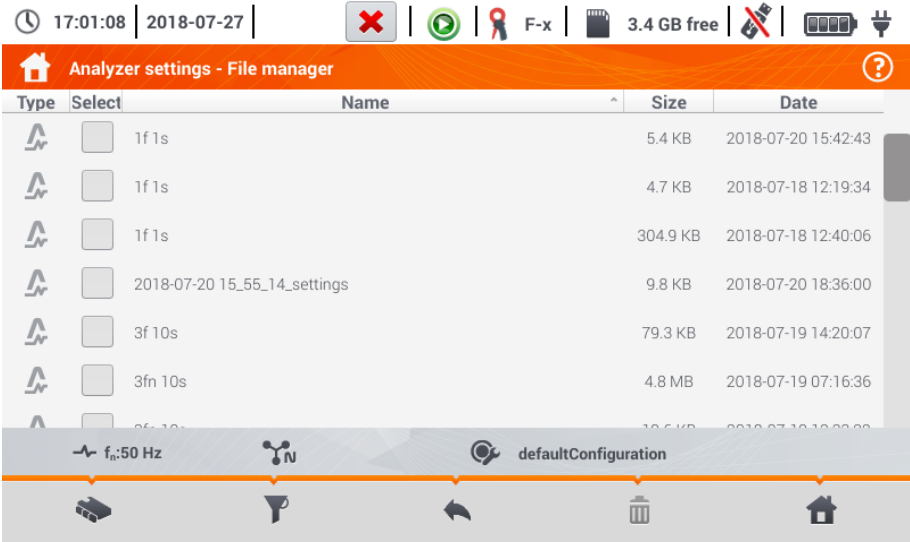 17:01:08 2018-07-27 F-x 3.4 GB free
Analyzer settings - File manager ?
Type Select Name Size Date
1f 1s 5.4 KB 2018-07-20 15:42:43
1f 1s 4.7 KB 2018-07-18 12:19:34
1f 1s 304.9 KB 2018-07-18 12:40:06
2018-07-20 15_55_14_settings 9.8 KB 2018-07-20 18:36:00
3f 10s 79.3 KB 2018-07-19 14:20:07
3fn 10s 4.8 MB 2018-07-19 07:16:36
fₙ:50 Hz N defaultConfiguration